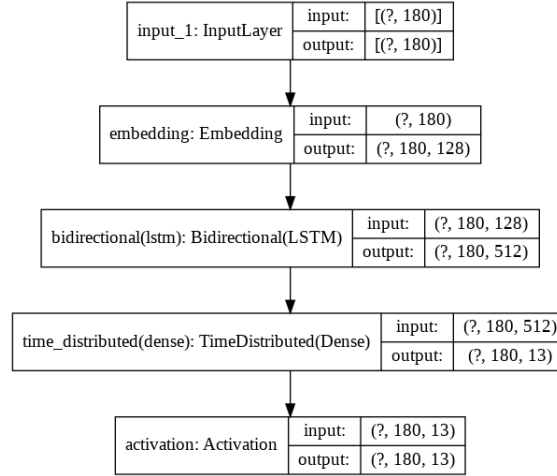 input_1: InputLayer
input: [(?, 180)]
output: [(?, 180)]
embedding: Embedding
input: (?, 180)
output: (?, 180, 128)
bidirectional(lstm): Bidirectional(LSTM)
input: (?, 180, 128)
output: (?, 180, 512)
time_distributed(dense): TimeDistributed(Dense)
input: (?, 180, 512)
output: (?, 180, 13)
activation: Activation
input: (?, 180, 13)
output: (?, 180, 13)